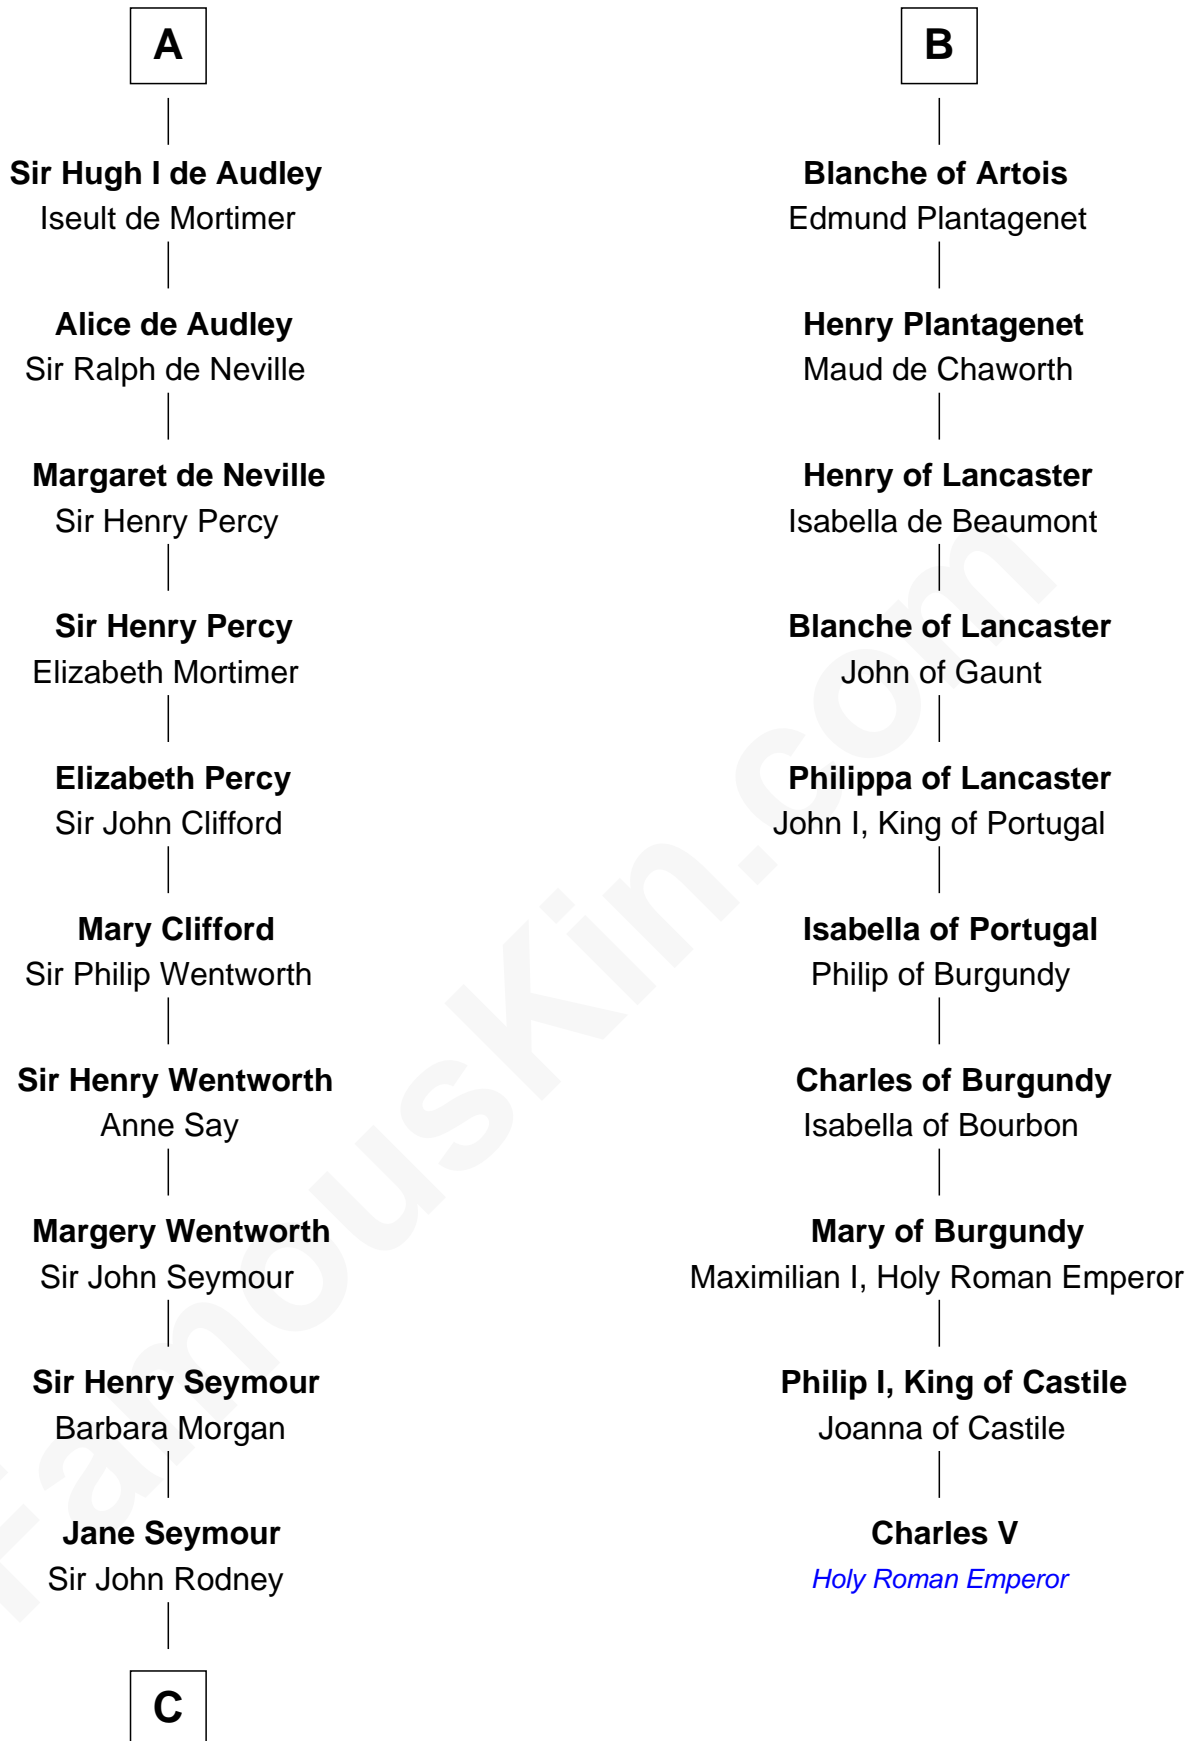 A
Sir Hugh I de Audley
Iseult de Mortimer
Alice de Audley
Sir Ralph de Neville
Margaret de Neville
Sir Henry Percy
Sir Henry Percy
Elizabeth Mortimer
Elizabeth Percy
Sir John Clifford
Mary Clifford
Sir Philip Wentworth
Sir Henry Wentworth
Anne Say
Margery Wentworth
Sir John Seymour
Sir Henry Seymour
Barbara Morgan
Jane Seymour
Sir John Rodney
C
B
Blanche of Artois
Edmund Plantagenet
Henry Plantagenet
Maud de Chaworth
Henry of Lancaster
Isabella de Beaumont
Blanche of Lancaster
John of Gaunt
Philippa of Lancaster
John I, King of Portugal
Isabella of Portugal
Philip of Burgundy
Charles of Burgundy
Isabella of Bourbon
Mary of Burgundy
Maximilian I, Holy Roman Emperor
Philip I, King of Castile
Joanna of Castile
Charles V
Holy Roman Emperor
FamousKin.com